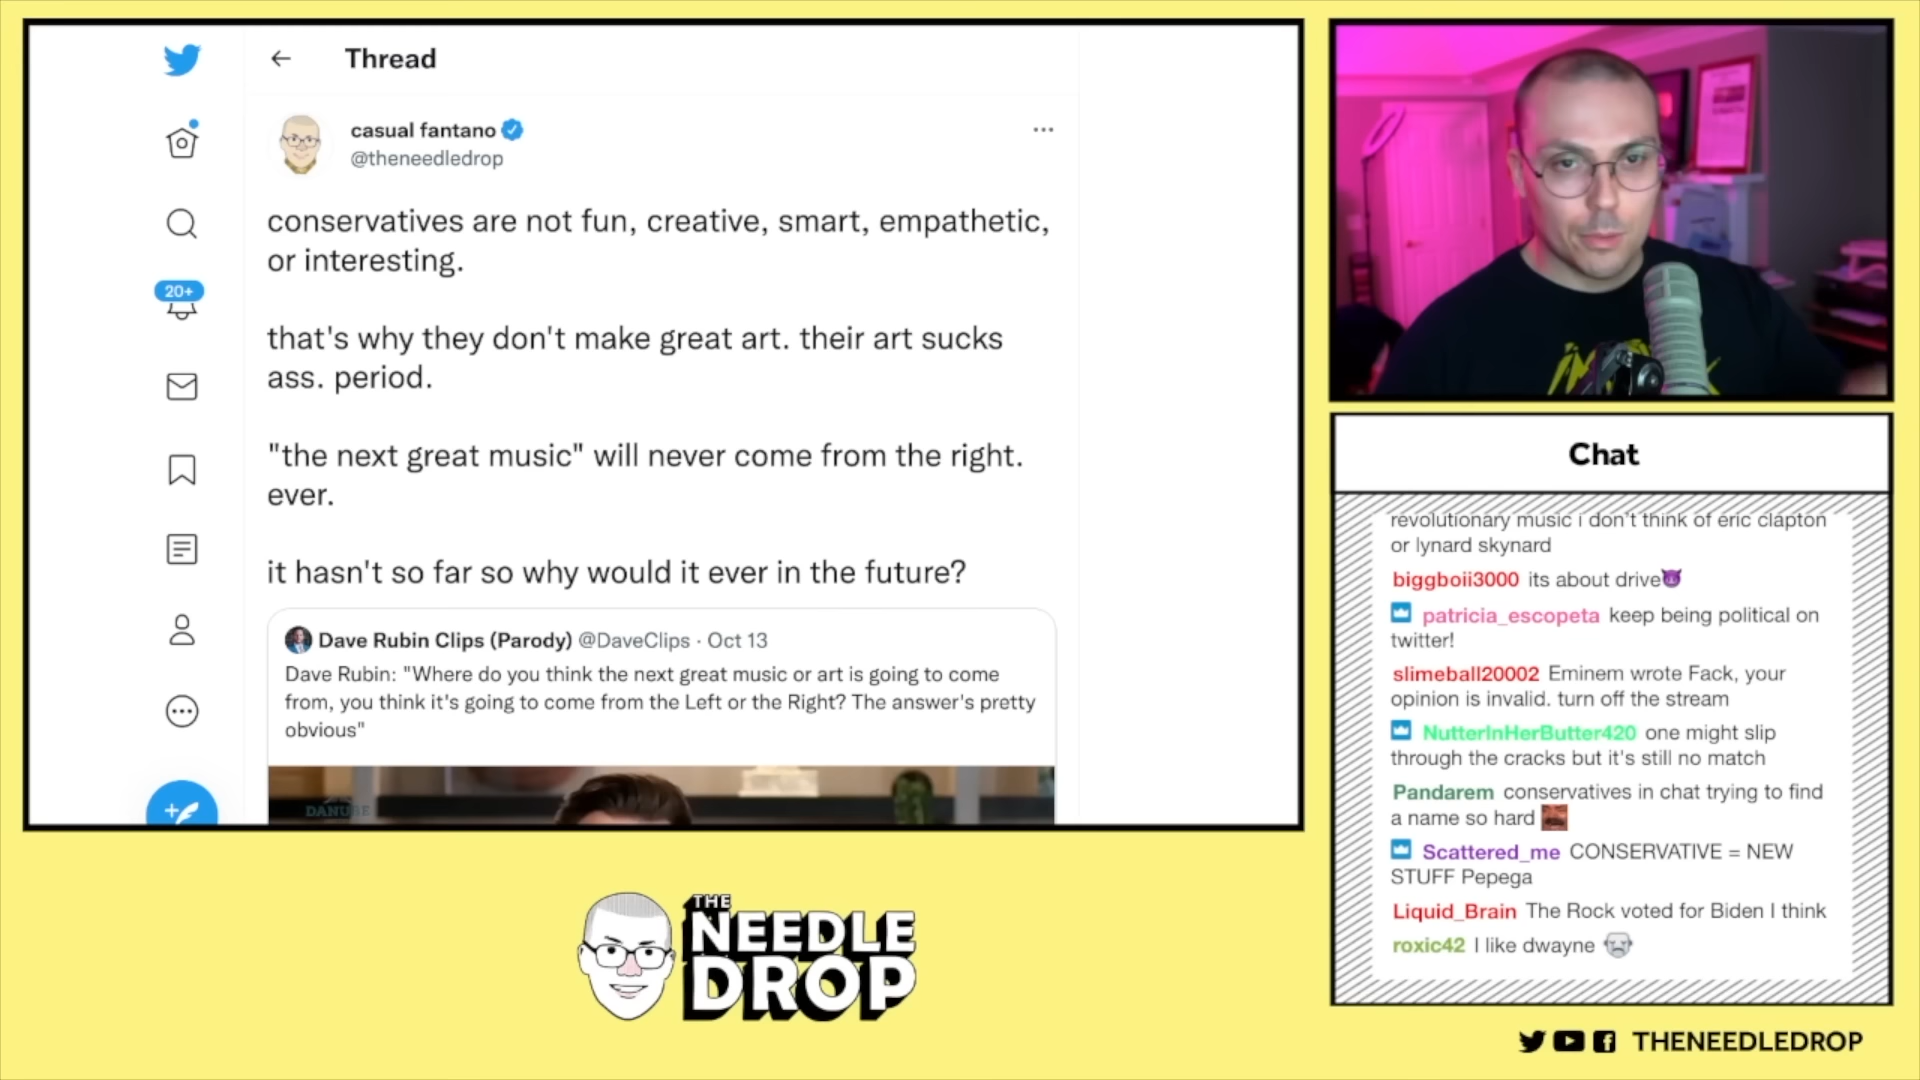 Thread
casual fantano
@theneedledrop
20+
conservatives are not fun, creative, smart, empathetic,
or interesting.
that's why they don't make great art. their art sucks
ass. period.
"the next great music" will never come from the right.
ever.
it hasn't so far so why would it ever in the future?
Dave Rubin Clips (Parody) @DaveClips · Oct 13
Dave Rubin: "Where do you think the next great music or art is going to come
from, you think it's going to come from the Left or the Right? The answer's pretty
obvious"
Chat
revolutionary music i don't think of eric clapton
or lynard skynard
biggboii3000 its about drive
patricia_escopeta keep being political on
twitter!
slimeball20002 Eminem wrote Fack, your
opinion is invalid. turn off the stream
NutterInHerButter420 one might slip
through the cracks but it's still no match
Pandarem conservatives in chat trying to find
a name so hard
Scattered_me CONSERVATIVE = NEW
STUFF Pepega
Liquid_Brain The Rock voted for Biden I think
roxic42 I like dwayne
THE
NEEDLE
DROP
THENEEDLEDROP